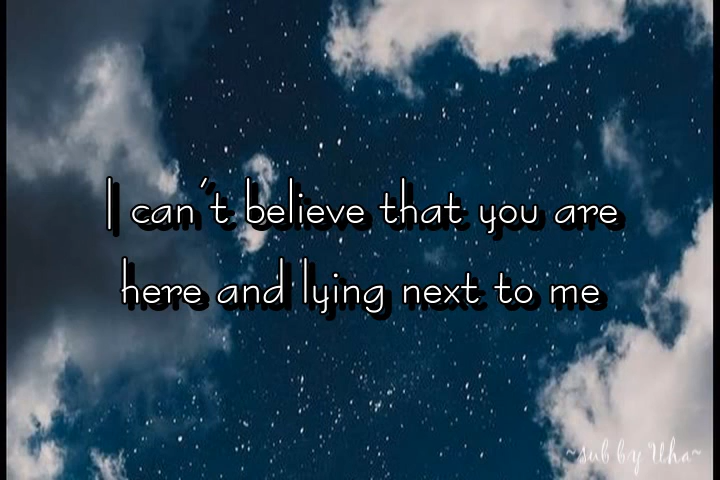 I can't believe that you are
here and lying next to me
~sub by Uha~